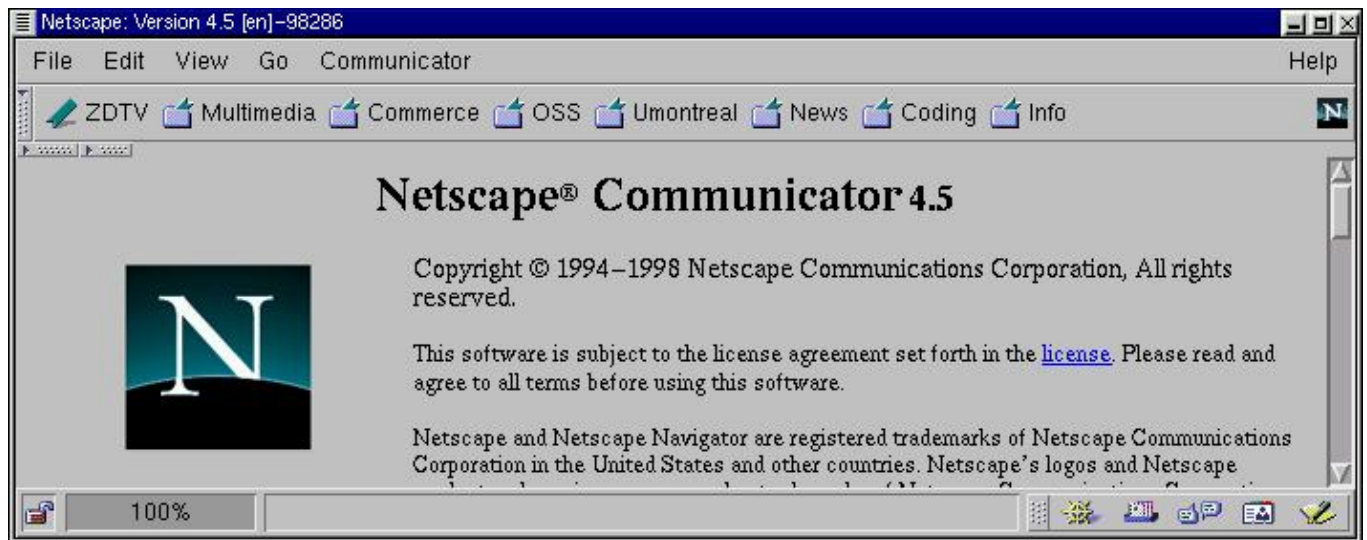 Netscape: Version 4.5 [en]–98286
File Edit View Go Communicator Help
ZDTV Multimedia Commerce OSS Umontreal News Coding Info
N
Netscape® Communicator 4.5
N
Copyright © 1994–1998 Netscape Communications Corporation, All rights
reserved.
This software is subject to the license agreement set forth in the license. Please read and
agree to all terms before using this software.
Netscape and Netscape Navigator are registered trademarks of Netscape Communications
Corporation in the United States and other countries. Netscape's logos and Netscape
100%